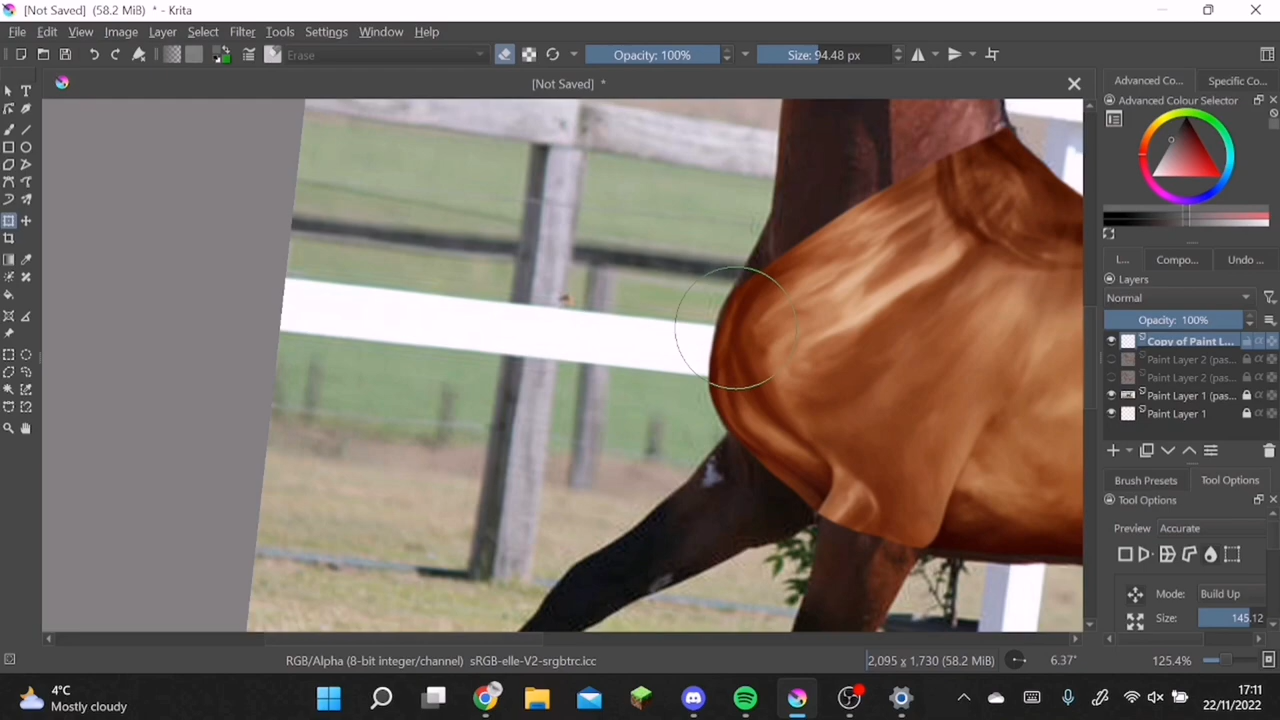 [Not Saved] (58.2 MiB) * - Krita
File Edit View Image Layer Select Filter Tools Settings Window Help
Erase
Opacity: 100%
Size: 94.48 px
[Not Saved] *
Advanced Co...
Specific Co...
Advanced Colour Selector
L...
Compo...
Undo ...
Layers
Normal
Opacity: 100%
Copy of Paint L...
Paint Layer 2 (pas...
Paint Layer 2 (pas...
Paint Layer 1 (pas...
Paint Layer 1
Brush Presets
Tool Options
Tool Options
Preview Accurate
Mode: Build Up
Size: 145.12
RGB/Alpha (8-bit integer/channel) sRGB-elle-V2-srgbtrc.icc
2,095 x 1,730 (58.2 MiB)
6.37°
125.4%
4°C
Mostly cloudy
17:11
22/11/2022